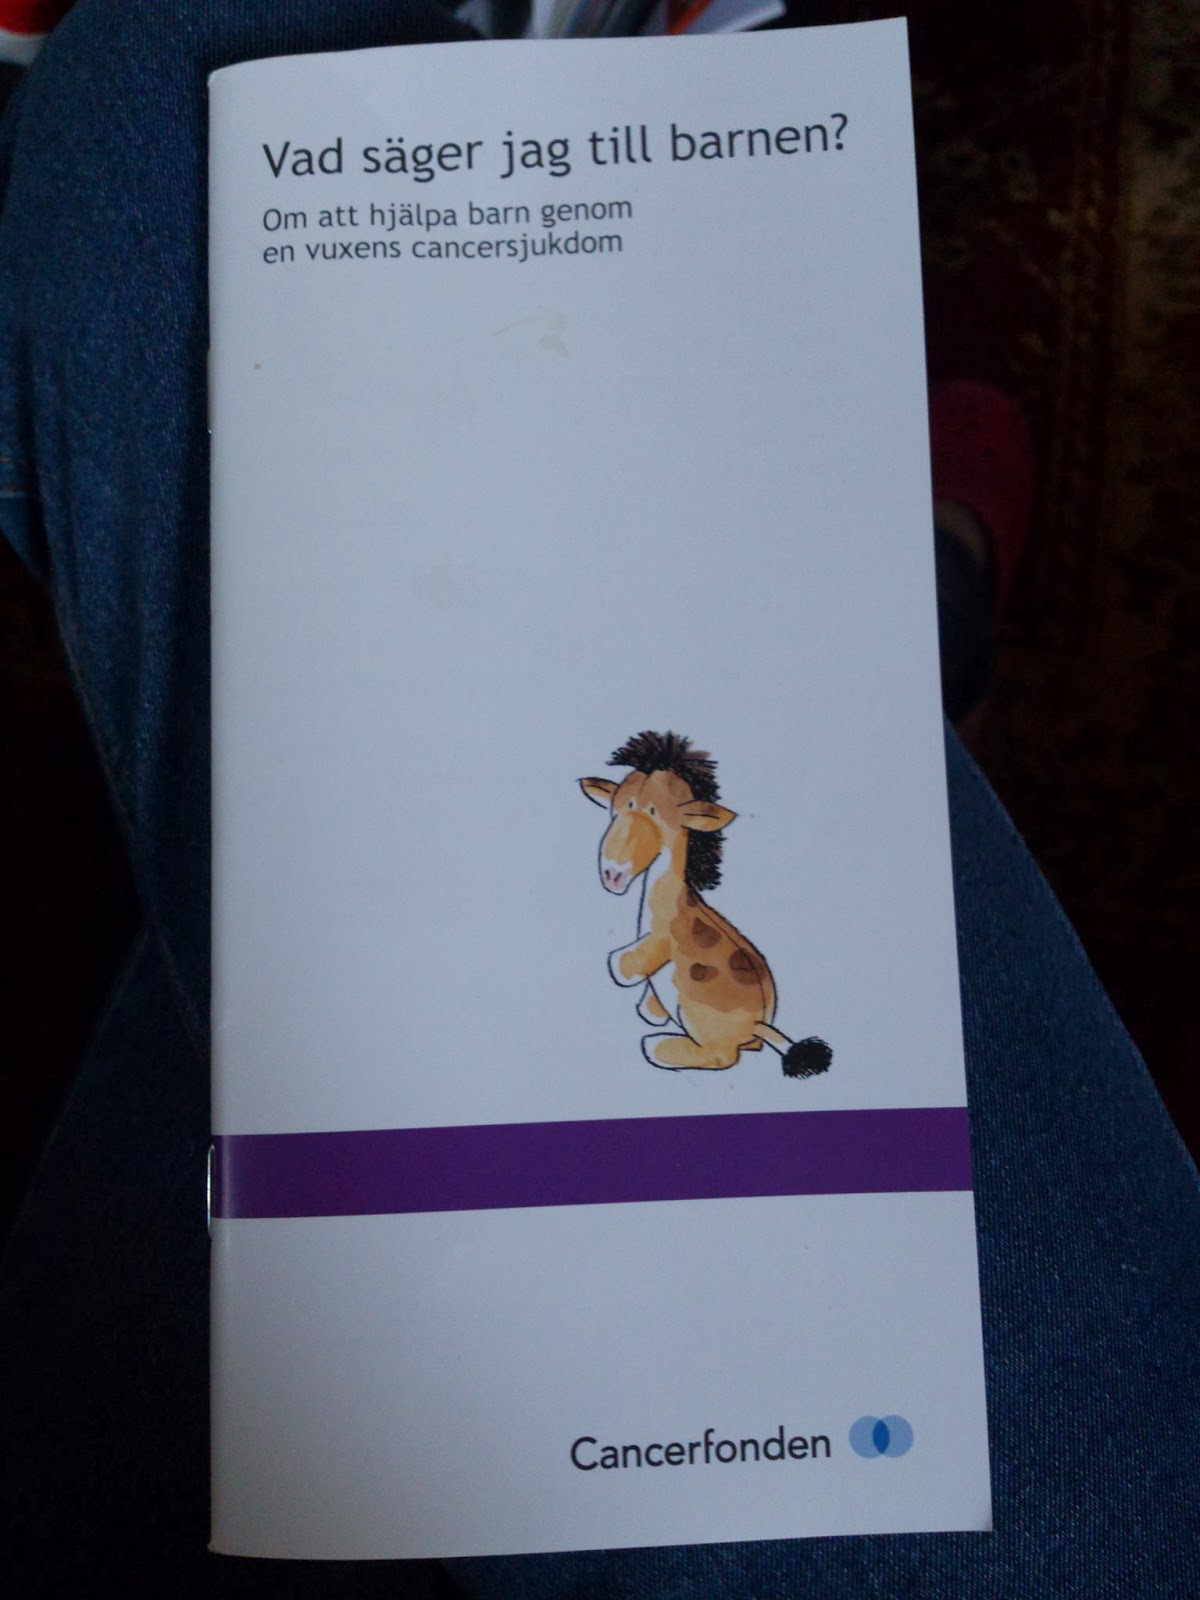 Vad säger jag till barnen?
Om att hjälpa barn genom
en vuxens cancersjukdom
Cancerfonden